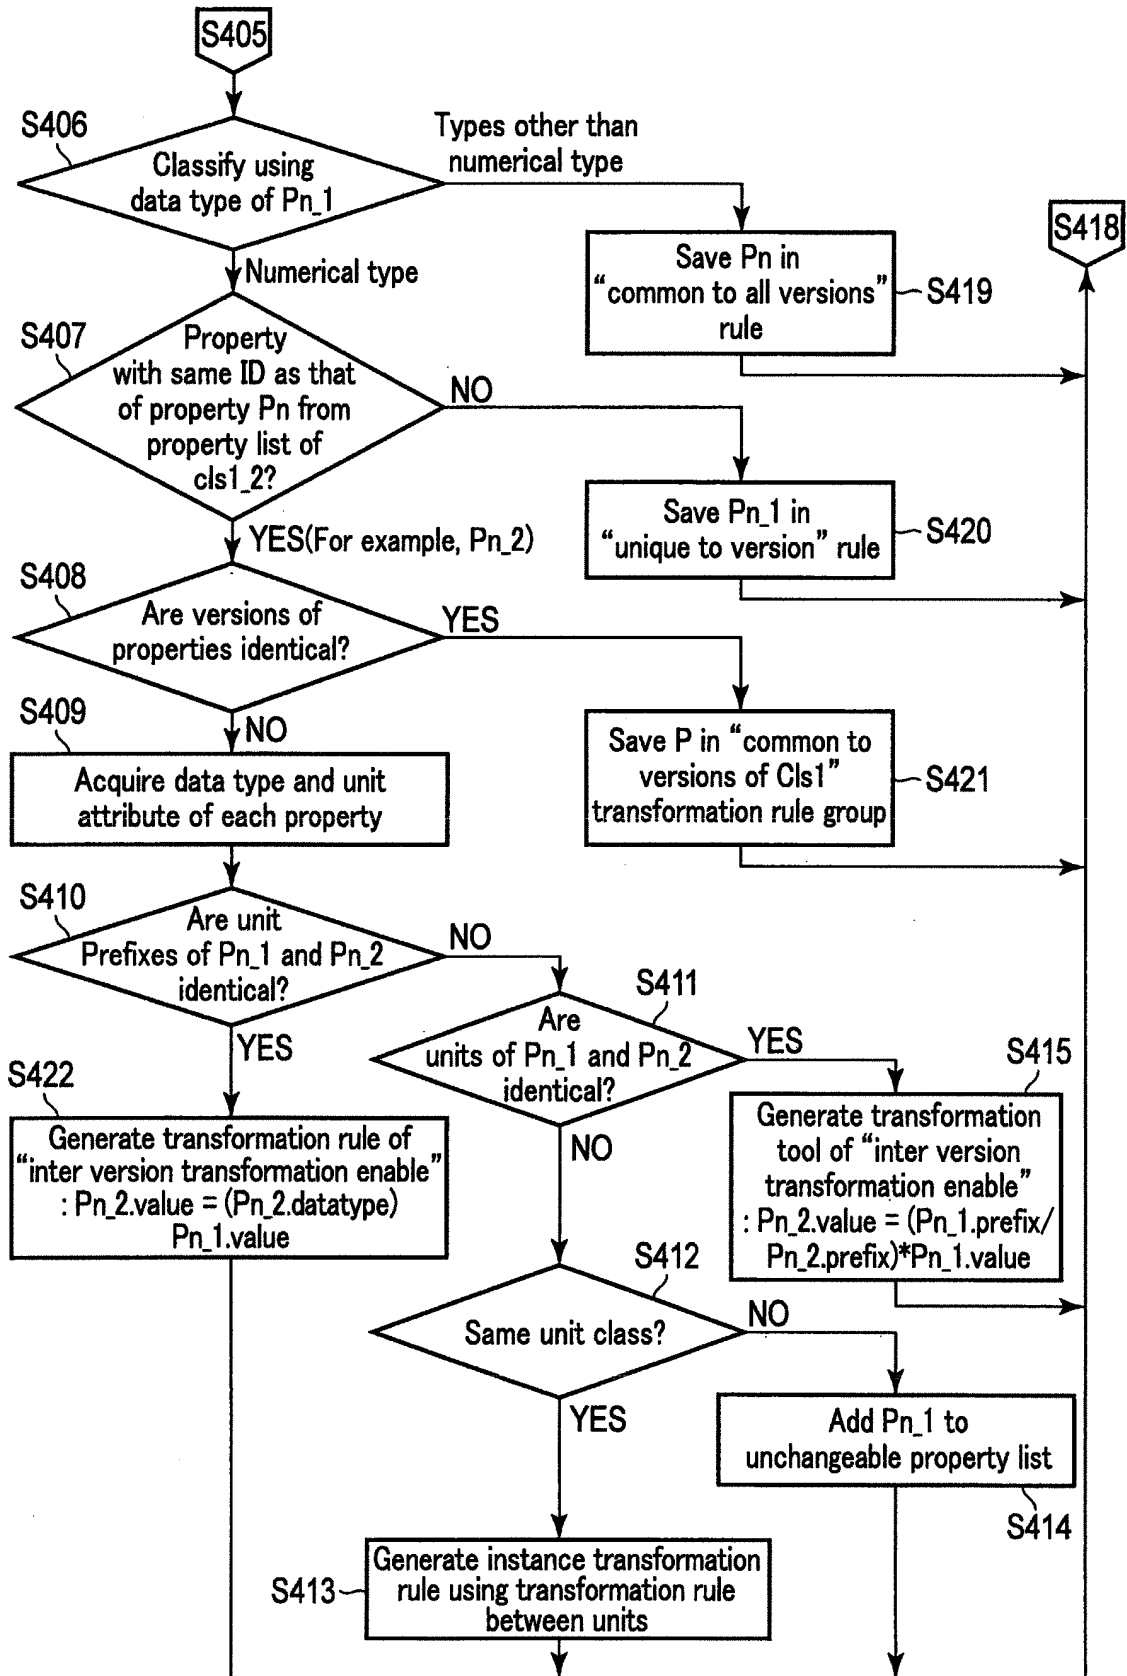 S405
S406
Classify using
data type of Pn_1
Types other than
numerical type
Numerical type
S418
Save Pn in
“common to all versions”
rule
S419
S407
Property
with same ID as that
of property Pn from
property list of
cls1_2?
NO
YES(For example, Pn_2)
Save Pn_1 in
“unique to version” rule
S420
S408
Are versions of
properties identical?
YES
NO
Save P in “common to
versions of Cls1”
transformation rule group
S421
S409
Acquire data type and unit
attribute of each property
S410
Are unit
Prefixes of Pn_1 and Pn_2
identical?
NO
YES
S411
Are
units of Pn_1 and Pn_2
identical?
YES
NO
S422
Generate transformation rule of
“inter version transformation enable”
: Pn_2.value = (Pn_2.datatype)
Pn_1.value
S415
Generate transformation
tool of “inter version
transformation enable”
: Pn_2.value = (Pn_1.prefix/
Pn_2.prefix)*Pn_1.value
S412
Same unit class?
NO
YES
Add Pn_1 to
unchangeable property list
S414
S413
Generate instance transformation
rule using transformation rule
between units